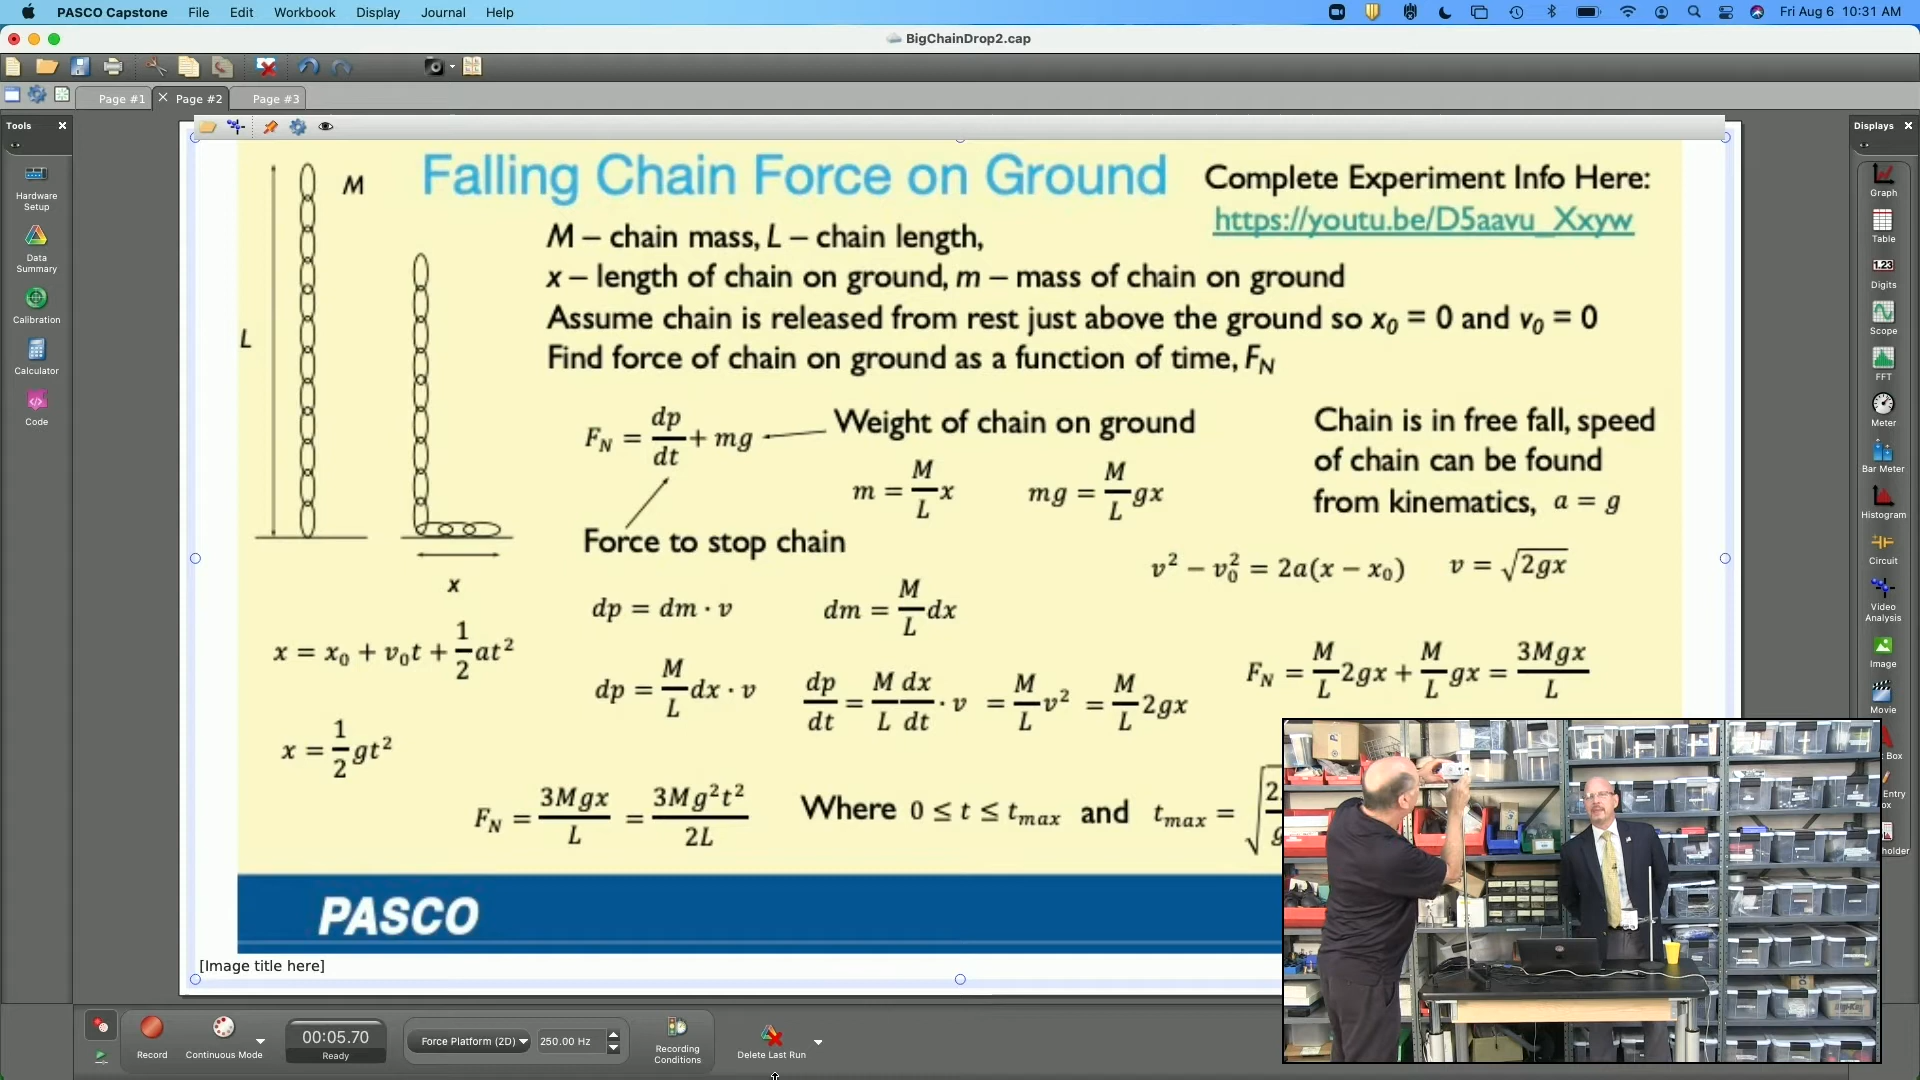 PASCO Capstone File Edit Workbook Display Journal Help Fri Aug 6 10:31 AM
BigChainDrop2.cap
Page #1 Page #2 Page #3
Tools
Hardware
Setup
Data
Summary
Calibration
Calculator
Code
Falling Chain Force on Ground
Complete Experiment Info Here:
https://youtu.be/D5aavu_Xxyw
M
L
x
M – chain mass, L – chain length,
x – length of chain on ground, m – mass of chain on ground
Assume chain is released from rest just above the ground so x₀ = 0 and v₀ = 0
Find force of chain on ground as a function of time, F_N
F_N = dp/dt + mg
Weight of chain on ground
m = M/L x
mg = M/L gx
Force to stop chain
Chain is in free fall, speed
of chain can be found
from kinematics, a = g
v² − v₀² = 2a(x − x₀) v = √2gx
dp = dm · v
dm = M/L dx
x = x₀ + v₀t + 1/2 at²
dp = M/L dx · v
dp/dt = M/L dx/dt · v = M/L v² = M/L 2gx
F_N = M/L 2gx + M/L gx = 3Mgx/L
x = 1/2 gt²
F_N = 3Mgx/L = 3Mg²t²/2L
Where 0 ≤ t ≤ t_max and t_max =
PASCO
[Image title here]
Displays
Graph
Table
1.23
Digits
Scope
FFT
Meter
Bar Meter
Histogram
Circuit
Video
Analysis
Image
Movie
Record
Continuous Mode
00:05.70
Ready
Force Platform (2D)
250.00 Hz
Recording
Conditions
Delete Last Run